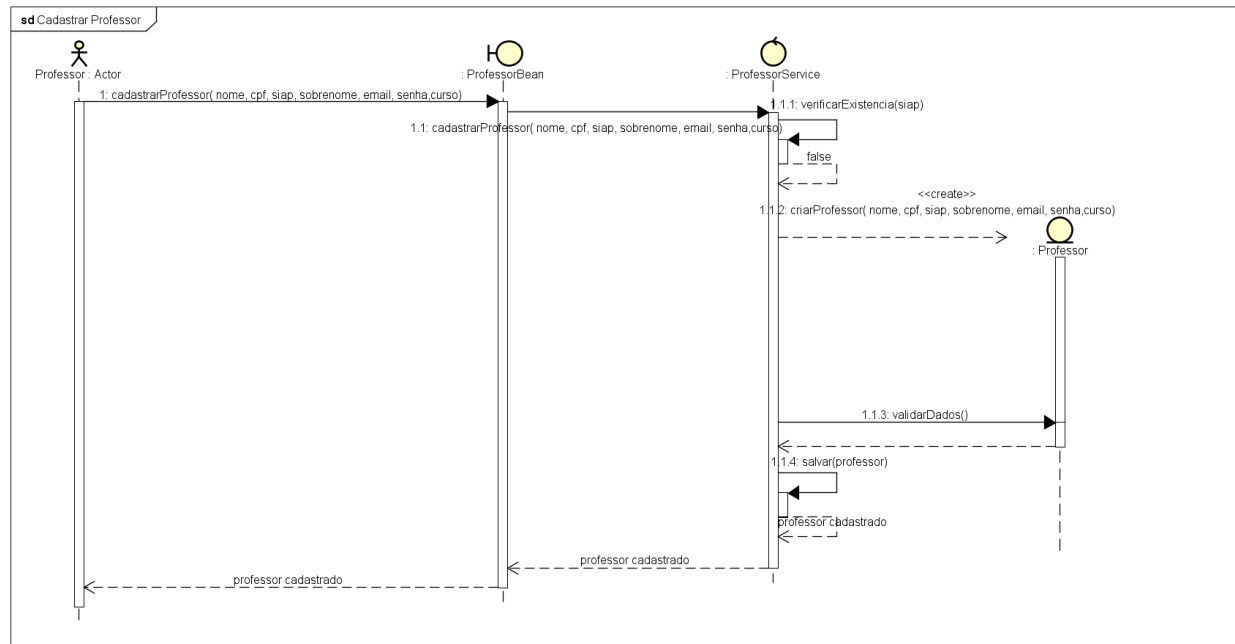 sd Cadastrar Professor
Professor : Actor
: ProfessorBean
: ProfessorService
1: cadastrarProfessor( nome, cpf, siap, sobrenome, email, senha,curso)
1.1: cadastrarProfessor( nome, cpf, siap, sobrenome, email, senha,curso)
1.1.1: verificarExistencia(siap)
false
<<create>>
1.1.2: criarProfessor( nome, cpf, siap, sobrenome, email, senha,curso)
: Professor
1.1.3: validarDados()
1.1.4: salvar(professor)
professor cadastrado
professor cadastrado
professor cadastrado